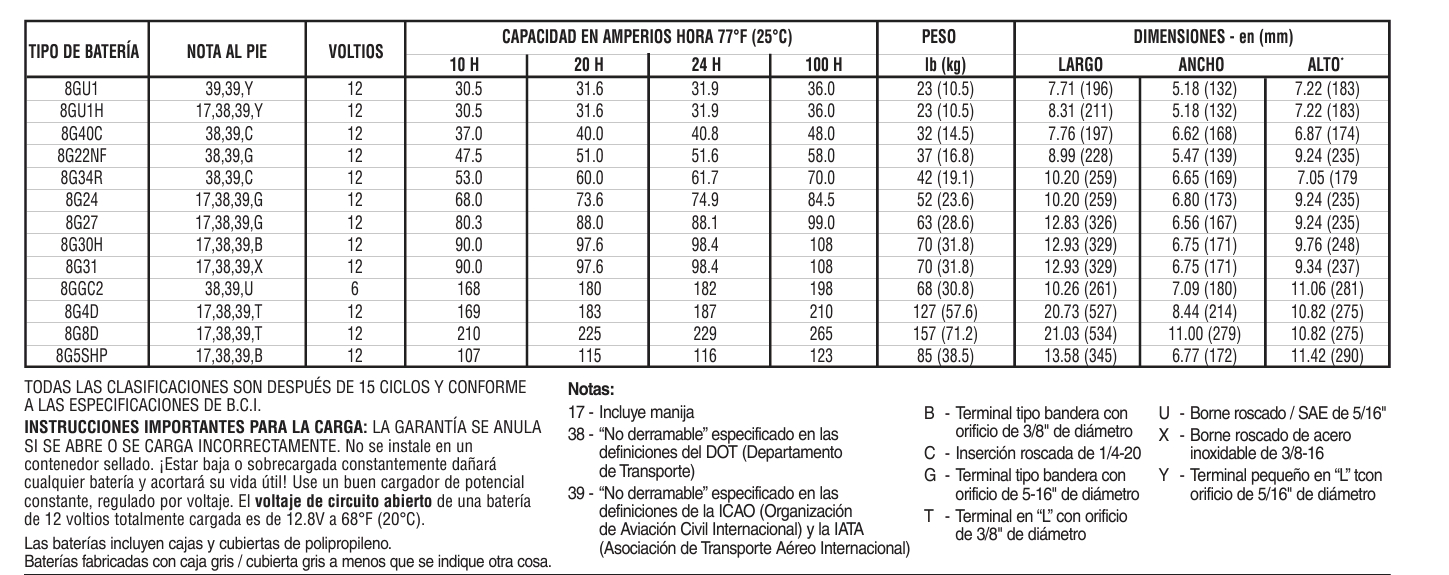 TIPO DE BATERÍA NOTA AL PIE VOLTIOS CAPACIDAD EN AMPERIOS HORA 77°F (25°C) PESO DIMENSIONES - en (mm)
10 H 20 H 24 H 100 H lb (kg) LARGO ANCHO ALTO*
8GU1 39,39,Y 12 30.5 31.6 31.9 36.0 23 (10.5) 7.71 (196) 5.18 (132) 7.22 (183)
8GU1H 17,38,39,Y 12 30.5 31.6 31.9 36.0 23 (10.5) 8.31 (211) 5.18 (132) 7.22 (183)
8G40C 38,39,C 12 37.0 40.0 40.8 48.0 32 (14.5) 7.76 (197) 6.62 (168) 6.87 (174)
8G22NF 38,39,G 12 47.5 51.0 51.6 58.0 37 (16.8) 8.99 (228) 5.47 (139) 9.24 (235)
8G34R 38,39,C 12 53.0 60.0 61.7 70.0 42 (19.1) 10.20 (259) 6.65 (169) 7.05 (179
8G24 17,38,39,G 12 68.0 73.6 74.9 84.5 52 (23.6) 10.20 (259) 6.80 (173) 9.24 (235)
8G27 17,38,39,G 12 80.3 88.0 88.1 99.0 63 (28.6) 12.83 (326) 6.56 (167) 9.24 (235)
8G30H 17,38,39,B 12 90.0 97.6 98.4 108 70 (31.8) 12.93 (329) 6.75 (171) 9.76 (248)
8G31 17,38,39,X 12 90.0 97.6 98.4 108 70 (31.8) 12.93 (329) 6.75 (171) 9.34 (237)
8GGC2 38,39,U 6 168 180 182 198 68 (30.8) 10.26 (261) 7.09 (180) 11.06 (281)
8G4D 17,38,39,T 12 169 183 187 210 127 (57.6) 20.73 (527) 8.44 (214) 10.82 (275)
8G8D 17,38,39,T 12 210 225 229 265 157 (71.2) 21.03 (534) 11.00 (279) 10.82 (275)
8G5SHP 17,38,39,B 12 107 115 116 123 85 (38.5) 13.58 (345) 6.77 (172) 11.42 (290)
TODAS LAS CLASIFICACIONES SON DESPUÉS DE 15 CICLOS Y CONFORME
A LAS ESPECIFICACIONES DE B.C.I.
INSTRUCCIONES IMPORTANTES PARA LA CARGA: LA GARANTÍA SE ANULA
SI SE ABRE O SE CARGA INCORRECTAMENTE. No se instale en un
contenedor sellado. ¡Estar baja o sobrecargada constantemente dañará
cualquier batería y acortará su vida útil! Use un buen cargador de potencial
constante, regulado por voltaje. El voltaje de circuito abierto de una batería
de 12 voltios totalmente cargada es de 12.8V a 68°F (20°C).
Las baterías incluyen cajas y cubiertas de polipropileno.
Baterías fabricadas con caja gris / cubierta gris a menos que se indique otra cosa.
Notas:
17 - Incluye manija
38 - “No derramable” especificado en las
definiciones del DOT (Departamento
de Transporte)
39 - “No derramable” especificado en las
definiciones de la ICAO (Organización
de Aviación Civil Internacional) y la IATA
(Asociación de Transporte Aéreo Internacional)
B - Terminal tipo bandera con
orificio de 3/8" de diámetro
C - Inserción roscada de 1/4-20
G - Terminal tipo bandera con
orificio de 5-16" de diámetro
T - Terminal en “L” con orificio
de 3/8" de diámetro
U - Borne roscado / SAE de 5/16"
X - Borne roscado de acero
inoxidable de 3/8-16
Y - Terminal pequeño en “L” tcon
orificio de 5/16" de diámetro